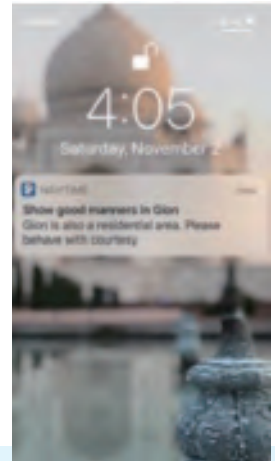 4:05
Saturday, November 2
NAVITIME
Show good manners in Gion
Gion is also a residential area. Please
behave with courtesy